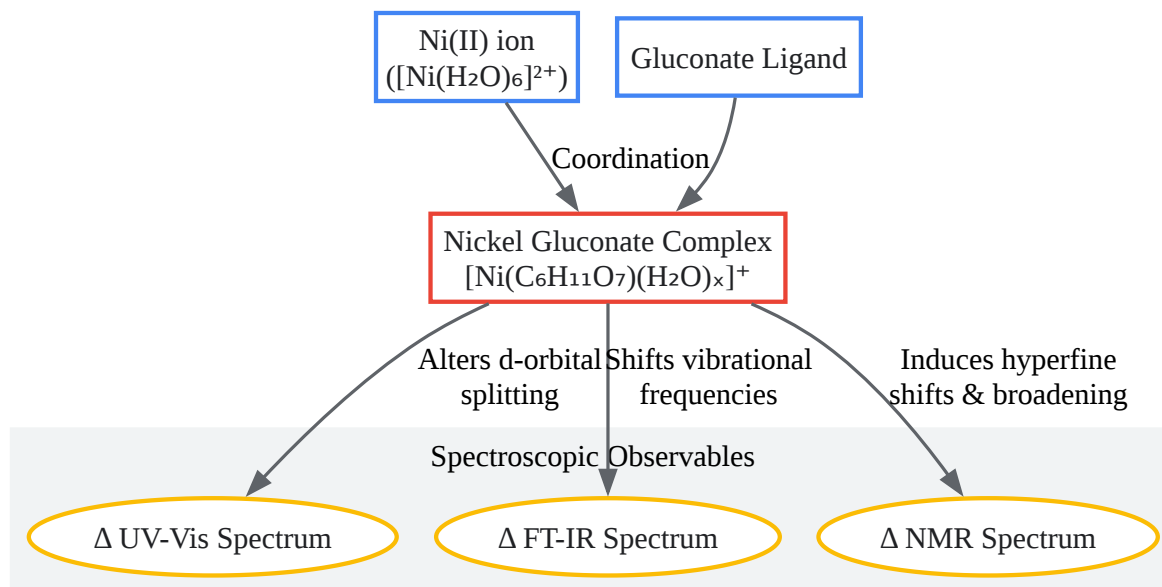 Ni(II) ion
([Ni(H₂O)₆]²⁺)
Gluconate Ligand
Coordination
Nickel Gluconate Complex
[Ni(C₆H₁₁O₇)(H₂O)ₓ]⁺
Alters d-orbital
splitting
Shifts vibrational
frequencies
Induces hyperfine
shifts & broadening
Spectroscopic Observables
Δ UV-Vis Spectrum
Δ FT-IR Spectrum
Δ NMR Spectrum